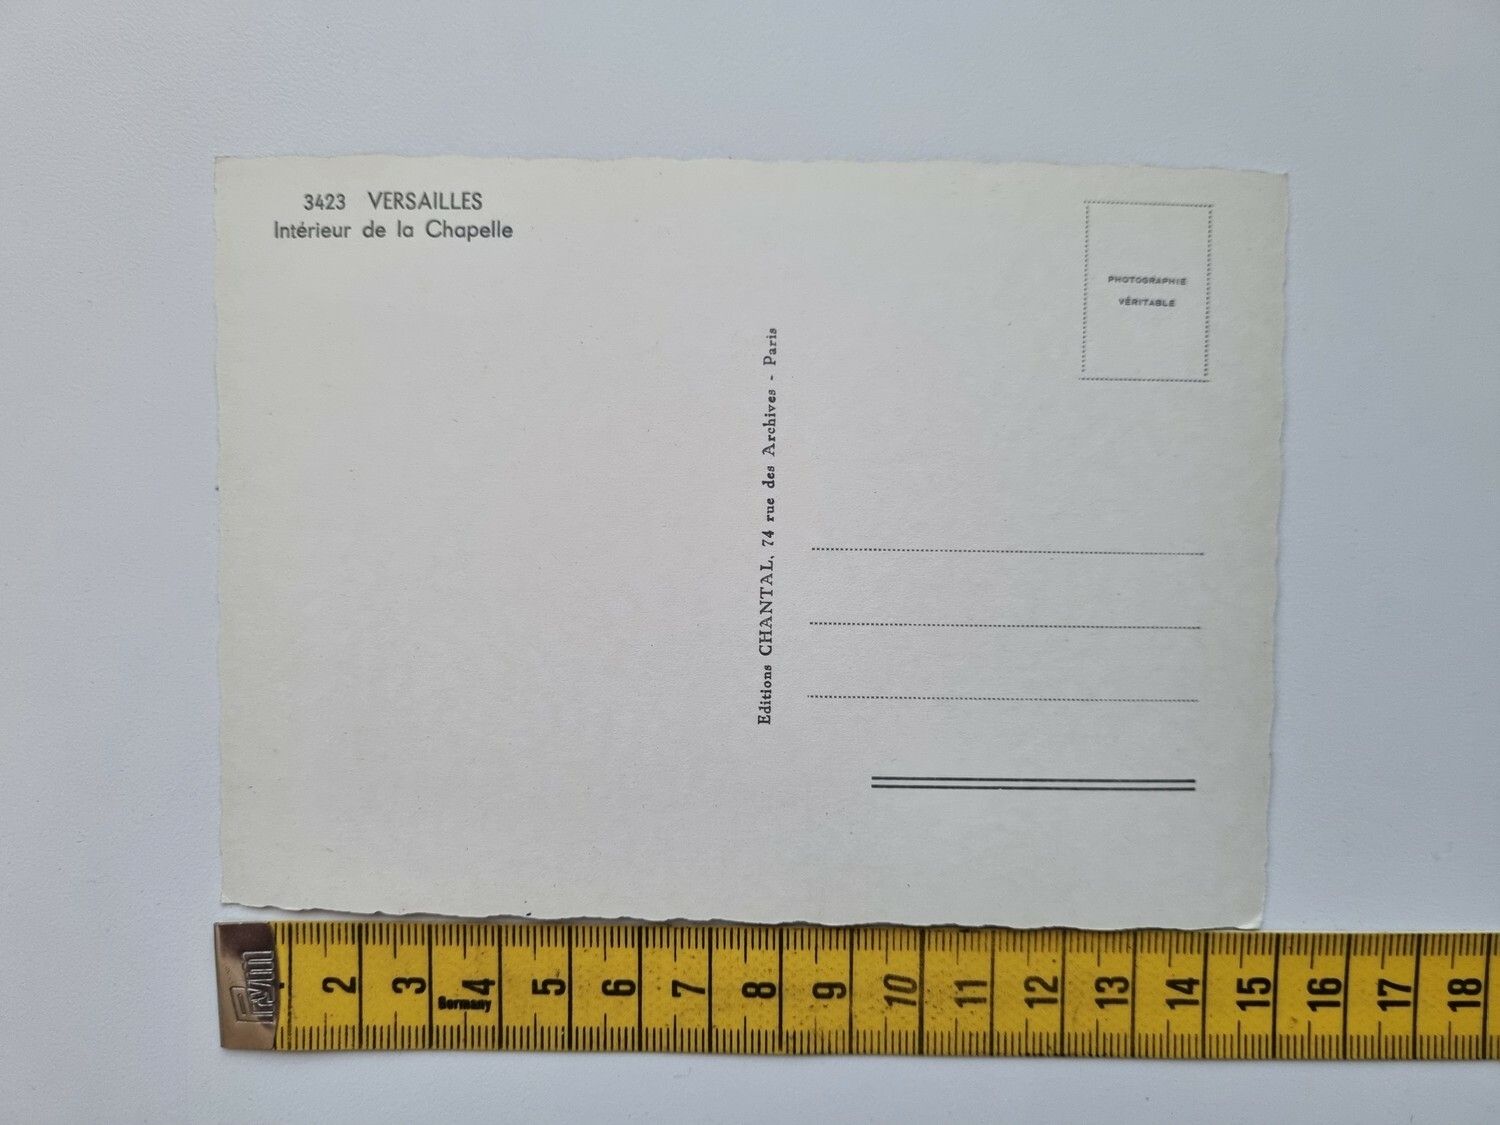 3423 VERSAILLES
Intérieur de la Chapelle
PHOTOGRAPHIE
VÉRITABLE
Editions CHANTAL, 74 rue des Archives - Paris
Prym
2 3 4 5 6 7 8 9 10 11 12 13 14 15 16 17 18
Germany